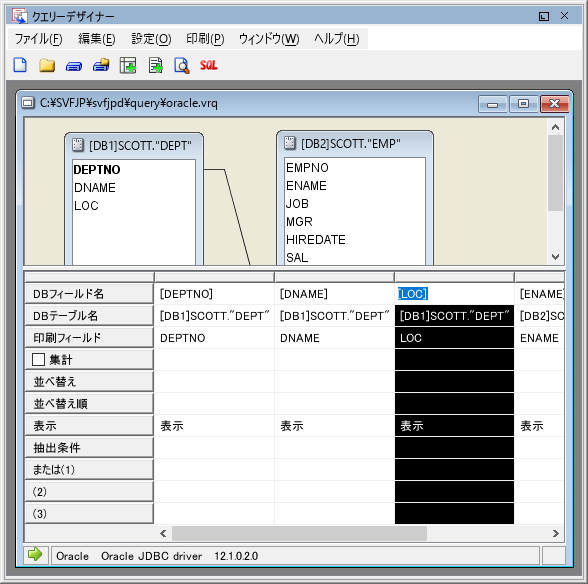 クエリーデザイナー
ファイル(F) 編集(E) 設定(O) 印刷(P) ウィンドウ(W) ヘルプ(H)
SQL
C:¥SVFJP¥svfjpd¥query¥oracle.vrq
[DB1]SCOTT."DEPT"
DEPTNO
DNAME
LOC
[DB2]SCOTT."EMP"
EMPNO
ENAME
JOB
MGR
HIREDATE
SAL
DBフィールド名 [DEPTNO] [DNAME] [LOC] [ENAME]
DBテーブル名 [DB1]SCOTT."DEPT" [DB1]SCOTT."DEPT" [DB1]SCOTT."DEPT" [DB2]SC
印刷フィールド DEPTNO DNAME LOC ENAME
集計
並べ替え
並べ替え順
表示 表示 表示 表示 表示
抽出条件
または(1)
(2)
(3)
Oracle Oracle JDBC driver 12.1.0.2.0